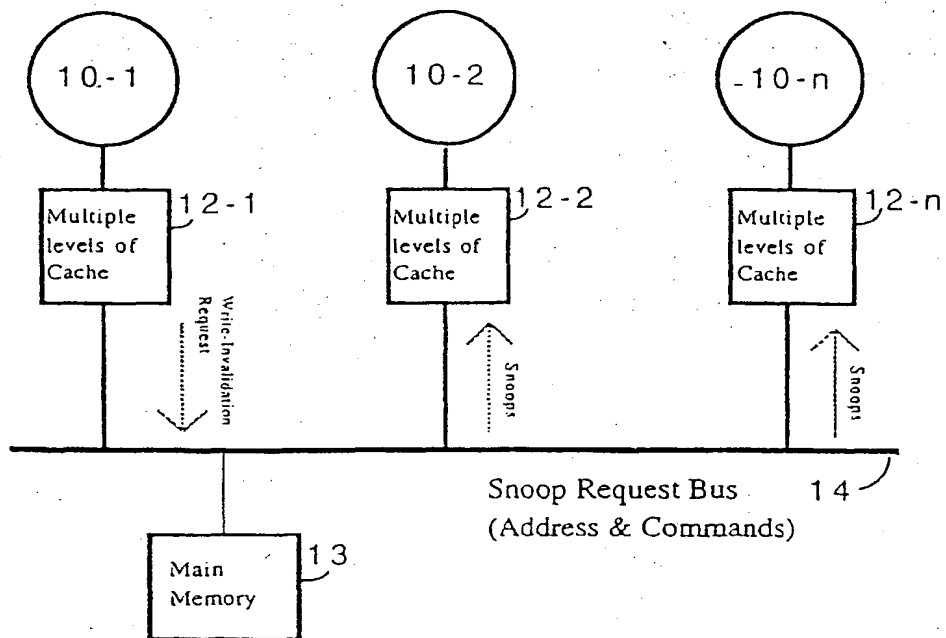 10-1
10-2
10-n
Multiple
levels of
Cache
12-1
Multiple
levels of
Cache
12-2
Multiple
levels of
Cache
12-n
Write-Invalidation
Request
Snoops
Snoops
Snoop Request Bus
(Address & Commands)
14
Main
Memory
13